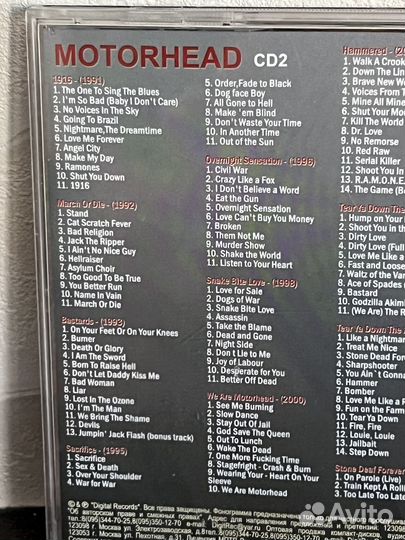 MOTORHEAD CD2
1916 - (1991)
1. The One To Sing The Blues
2. I'm So Bad (Baby I Don't Care)
3. No Voices In The Sky
4. Going To Brazil
5. Nightmare,The Dreamtime
6. Love Me Forever
7. Angel City
8. Make My Day
9. Ramones
10. Shut You Down
11. 1916
March Or Die - (1992)
1. Stand
2. Cat Scratch Fever
3. Bad Religion
4. Jack The Ripper
5. I Ain't No Nice Guy
6. Hellraiser
7. Asylum Choir
8. Too Good To Be True
9. You Better Run
10. Name In Vain
11. March Or Die
Bastards - (1993)
1. On Your Feet Or On Your Knees
2. Burner
3. Death Or Glory
4. I Am The Sword
5. Born To Raise Hell
6. Don't Let Daddy Kiss Me
7. Bad Woman
8. Liar
9. Lost In The Ozone
10. I'm The Man
11. We Bring The Shame
12. Devils
13. Jumpin' Jack Flash (bonus track)
Sacrifice - (1995)
1. Sacrifice
2. Sex & Death
3. Over Your Shoulder
4. War for War
5. Order,Fade to Black
6. Dog face Boy
7. All Gone to Hell
8. Make 'em Blind
9. Don't Waste Your Time
10. In Another Time
11. Out of the Sun
Overnight Sensation - (1996)
1. Civil War
2. Crazy Like a Fox
3. I Don't Believe a Word
4. Eat the Gun
5. Overnight Sensation
6. Love Can't Buy You Money
7. Broken
8. Them Not Me
9. Murder Show
10. Shake the World
11. Listen to Your Heart
Snake Bite Love - (1998)
1. Love for Sale
2. Dogs of War
3. Snake Bite Love
4. Assassin
5. Take the Blame
6. Dead and Gone
7. Night Side
8. Don t Lie to Me
9. Joy of Labour
10. Desperate for You
11. Better Off Dead
We Are Motorhead - (2000)
1. See Me Burning
2. Slow Dance
3. Stay Out Of Jail
4. God Save The Queen
5. Out To Lunch
6. Wake The Dead
7. One More Fucking Time
8. Stagefright - Crash & Burn
9. Wearing Your - Heart On Your
Sleeve
10. We Are Motorhead
Hammered - (20
1. Walk A Crook
2. Down The Lin
3. Brave New Wo
4. Voices From T
5. Mine All Mine
6. Shut Your Mou
7. Kill The World
8. Dr. Love
9. No Remorse
10. Red Raw
11. Serial Killer
12. Shoot You In
13. R.A.M.O.N.E
14. The Game (B
Tear Ya Down The
1. Hump on Your
2. Shoot You in t
3. Dirty Love
4. Dirty Love (Al
5. Love Me Like a
6. Fast and Loose
7. Waltz of the Va
8. Ace of Spades (
9. Bastard
10. Godzilla Akimi
11. (We Are) The R
Tear Ya Down The
1. Like a Nightmar
2. Treat Me Nice
3. Stone Dead Forev
4. Sharpshooter
5. You Ain't Gonna
6. Hammer
7. Bomber
8. Love Me Like a R
9. Fun on the Farm
10. Tear Ya Down
11. Fire, Fire
12. Louie, Louie
13. Jailbait
14. Step Down
Stone Deaf Forever
1. On Parole (Live)
2. Train Kept A Rolli
3. Too Late Too Late
© & ℗ "Digital Records". Все права защищены. Фонограмма предназначена
Avito